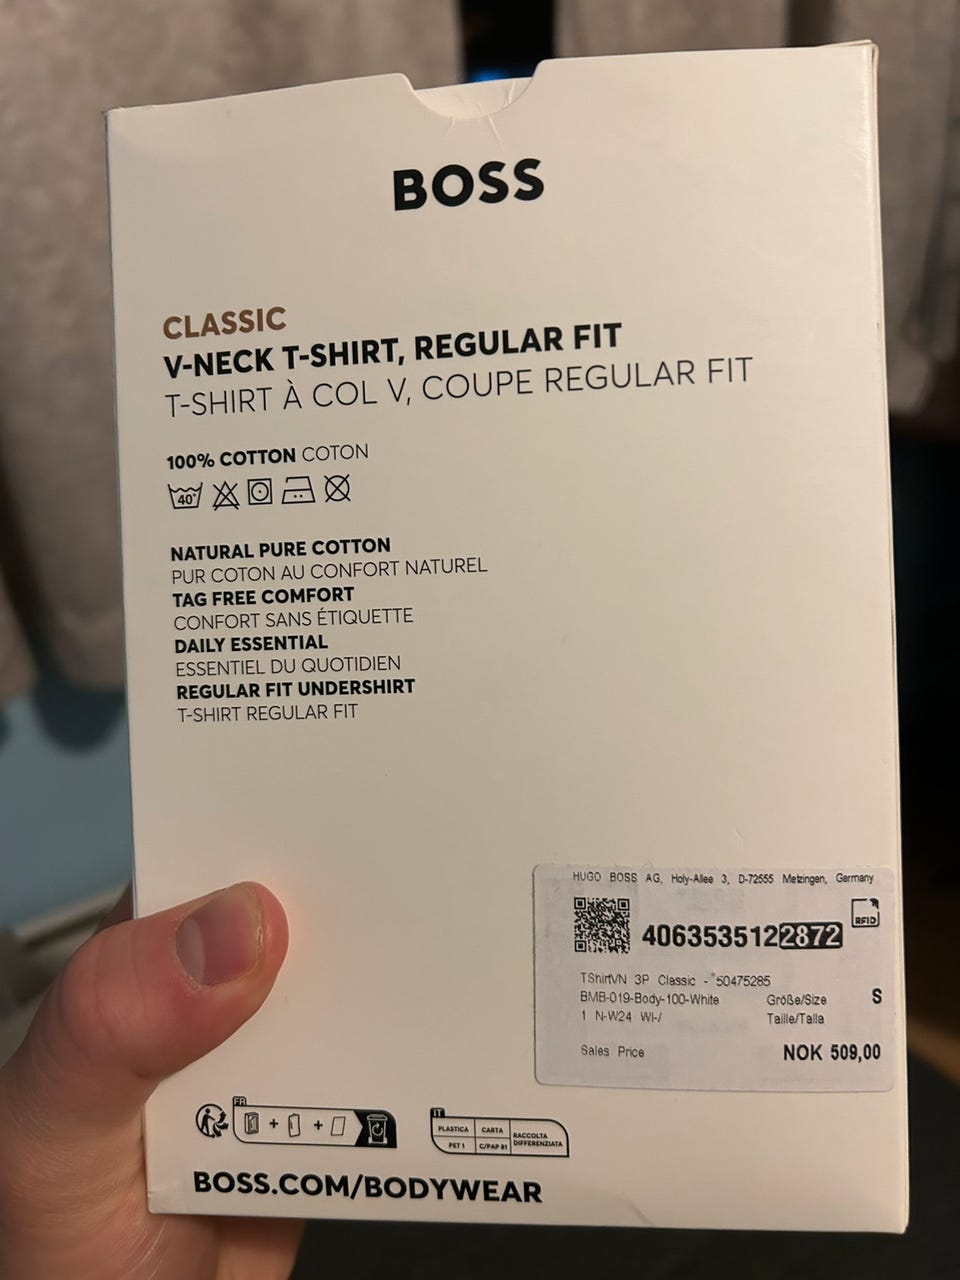 BOSS
CLASSIC
V-NECK T-SHIRT, REGULAR FIT
T-SHIRT À COL V, COUPE REGULAR FIT
100% COTTON COTON
40°
NATURAL PURE COTTON
PUR COTON AU CONFORT NATUREL
TAG FREE COMFORT
CONFORT SANS ÉTIQUETTE
DAILY ESSENTIAL
ESSENTIEL DU QUOTIDIEN
REGULAR FIT UNDERSHIRT
T-SHIRT REGULAR FIT
HUGO BOSS AG, Holy-Allee 3, D-72555 Metzingen, Germany
RFID
4063535122872
TShirtVN 3P Classic - *50475285
BMB-019-Body-100-White Größe/Size S
1 N-W24 WI-/ Taille/Talla
Sales Price NOK 509,00
FR
IT
PLASTICA CARTA RACCOLTA DIFFERENZIATA
PET 1 C/PAP 81
BOSS.COM/BODYWEAR